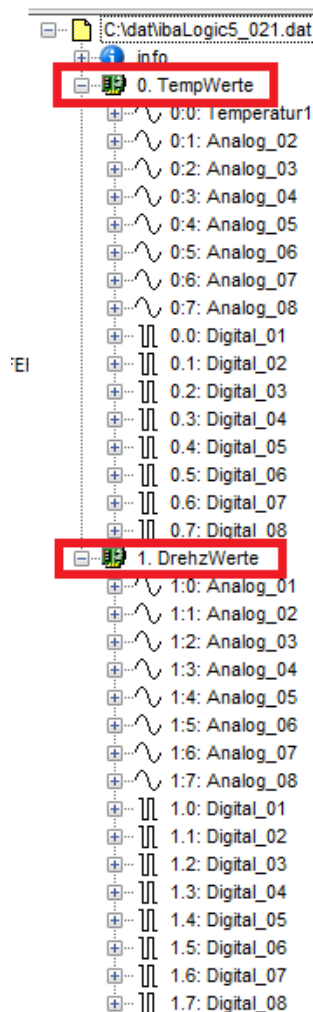 C:\dat\ibaLogic5_021.dat
info
0. TempWerte
0:0: Temperatur1
0:1: Analog_02
0:2: Analog_03
0:3: Analog_04
0:4: Analog_05
0:5: Analog_06
0:6: Analog_07
0:7: Analog_08
0.0: Digital_01
0.1: Digital_02
0.2: Digital_03
0.3: Digital_04
0.4: Digital_05
0.5: Digital_06
0.6: Digital_07
0.7: Digital_08
1. DrehzWerte
1:0: Analog_01
1:1: Analog_02
1:2: Analog_03
1:3: Analog_04
1:4: Analog_05
1:5: Analog_06
1:6: Analog_07
1:7: Analog_08
1.0: Digital_01
1.1: Digital_02
1.2: Digital_03
1.3: Digital_04
1.4: Digital_05
1.5: Digital_06
1.6: Digital_07
1.7: Digital_08